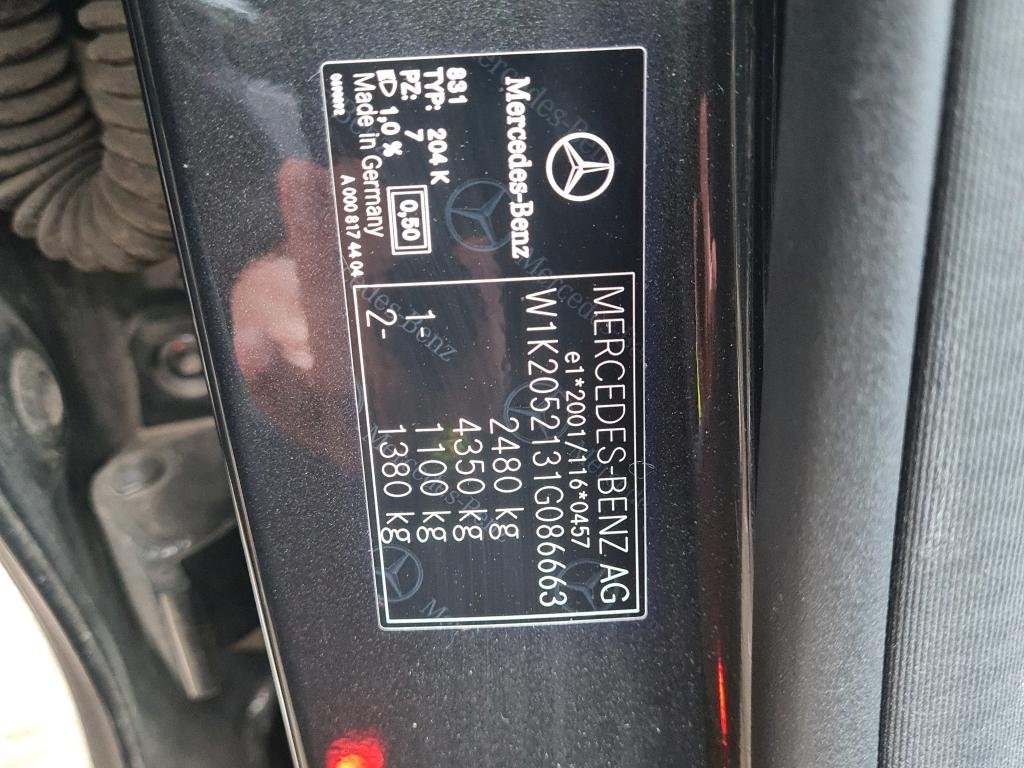 Mercedes-Benz
831
TYP: 204 K
PZ: 7
1,0 X
0,50
Made in Germany
A 000 817 44 04
MERCEDES-BENZ AG
e1*2001/116*0457
W1K2052131G086663
2480 kg
4350 kg
1- 1100 kg
2- 1380 kg